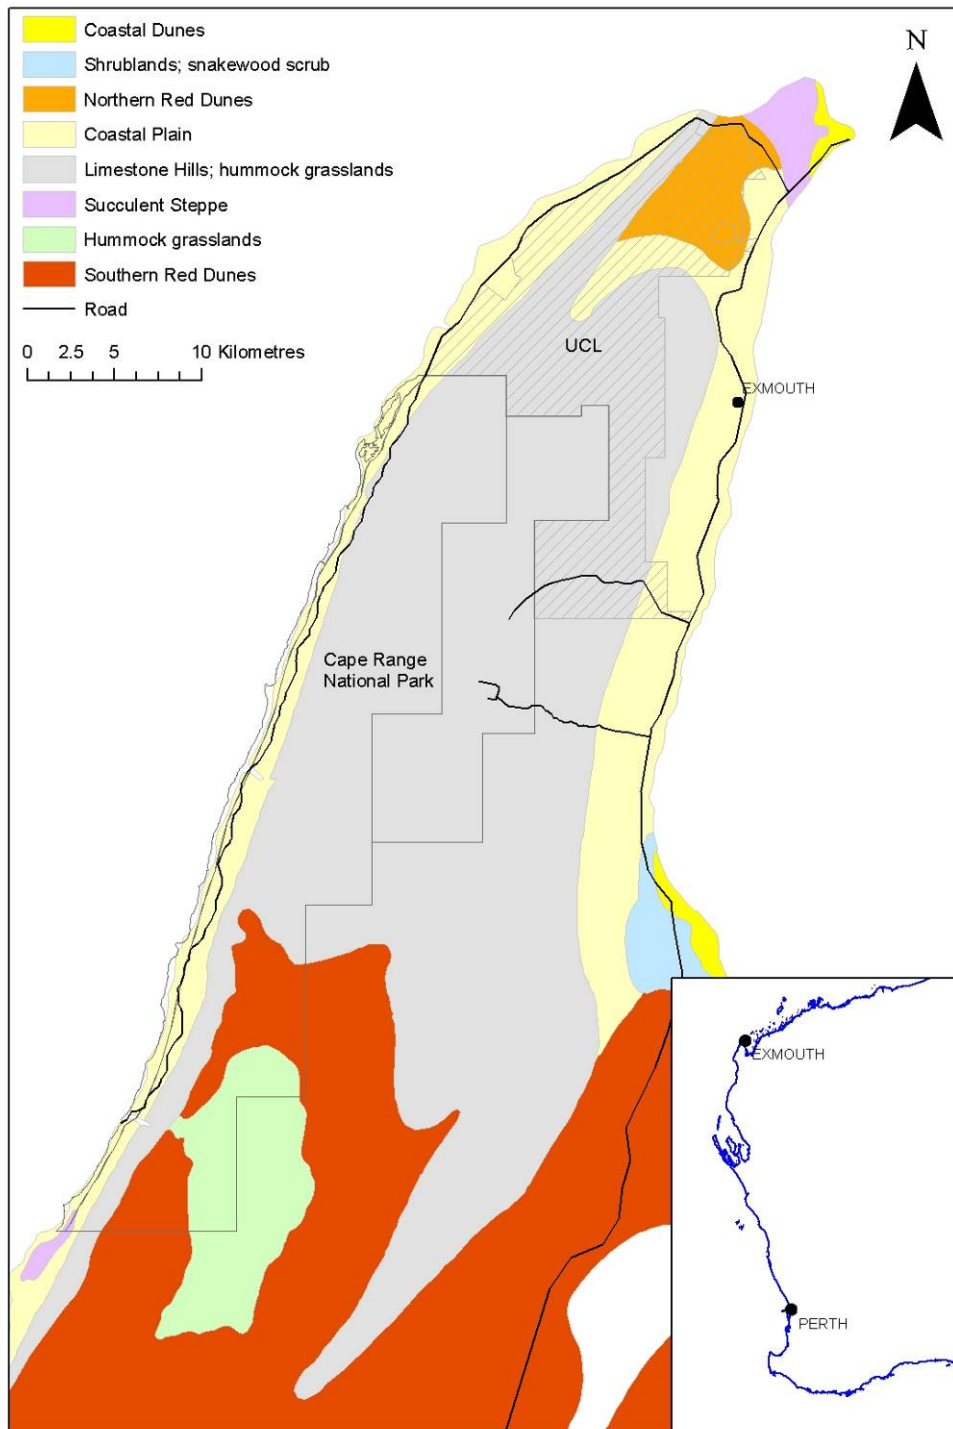 Coastal Dunes
Shrublands; snakewood scrub
Northern Red Dunes
Coastal Plain
Limestone Hills; hummock grasslands
Succulent Steppe
Hummock grasslands
Southern Red Dunes
Road
0 2.5 5 10 Kilometres
N
UCL
EXMOUTH
Cape Range
National Park
EXMOUTH
PERTH